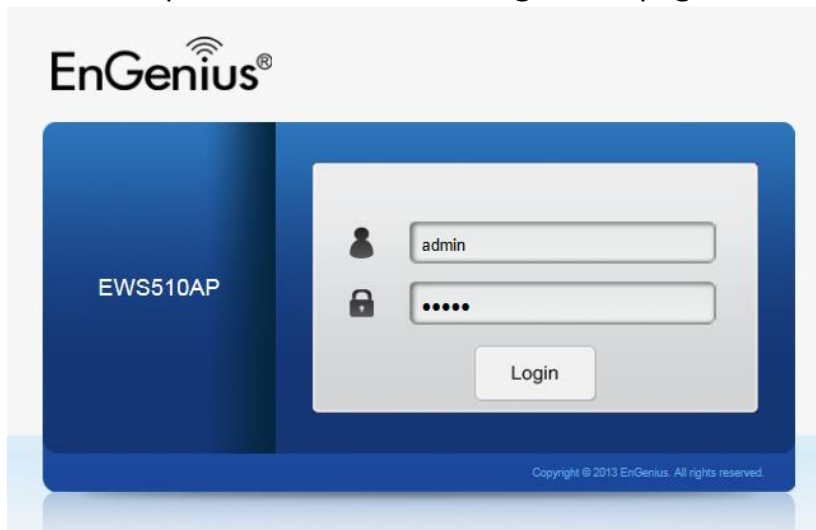 EnGenius®
EWS510AP
admin
•••••
Login
Copyright © 2013 EnGenius. All rights reserved.